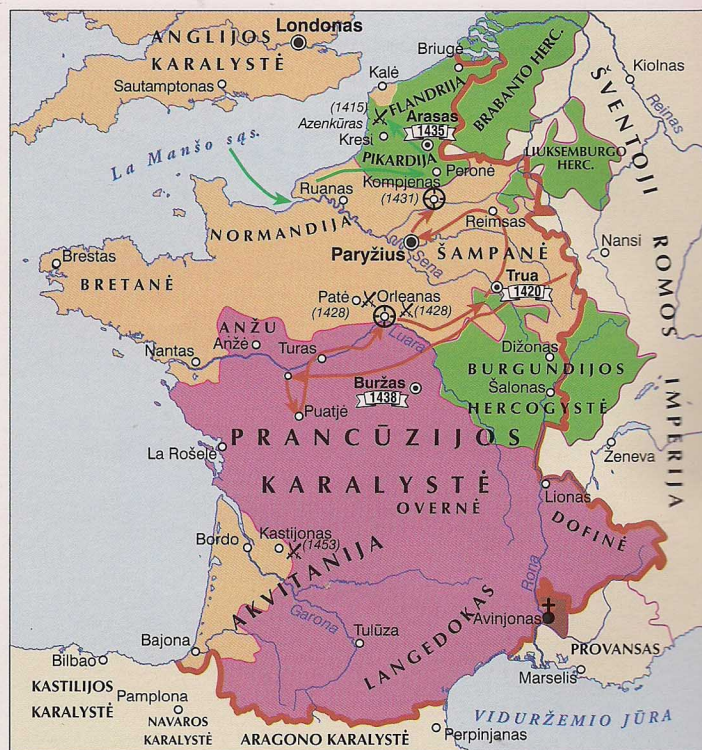 Londonas
ANGLIJOS
KARALYSTĖ
Sautamptonas
Briugė
Kalė
FLANDRIJA
BRABANTO HERC.
Kiolnas
Reinas
ŠVENTOJI
ROMOS
IMPERIJA
(1415)
Azenkūras
Arasas
1435
Kresi
PIKARDIJA
LIUKSEMBURGO
HERC.
La Manšo sąs.
Peronė
Kompjenas
(1431)
Ruanas
NORMANDIJA
Reimsas
Nansi
Paryžius
Sena
ŠAMPANĖ
Brestas
BRETANĖ
Trua
1420
Patė
(1428)
Orleanas
(1428)
ANŽU
Anžė
Turas
Luara
Nantas
Dižonas
BURGUNDIJOS
Šalonas
HERCOGYSTĖ
Buržas
1438
Puatjė
PRANCŪZIJOS
KARALYSTĖ
La Rošelė
Ženeva
OVERNĖ
Lionas
DOFINĖ
Bordo
Kastijonas
(1453)
AKVITANIJA
Rona
Garona
Avinjonas
Tulūza
LANGEDOKAS
Bajona
PROVANSAS
Bilbao
Marselis
KASTILIJOS
KARALYSTĖ
Pamplona
NAVAROS
KARALYSTĖ
ARAGONO KARALYSTĖ
Perpinjanas
VIDURŽEMIO JŪRA